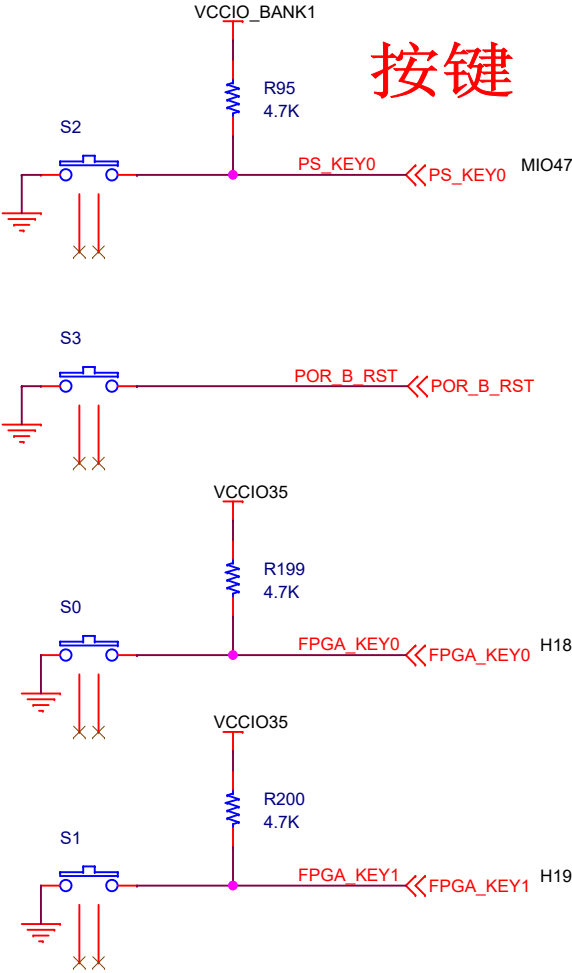 VCCIO_BANK1
按键
R95
4.7K
S2
PS_KEY0
PS_KEY0
MIO47
S3
POR_B_RST
POR_B_RST
VCCIO35
R199
4.7K
S0
FPGA_KEY0
FPGA_KEY0
H18
VCCIO35
R200
4.7K
S1
FPGA_KEY1
FPGA_KEY1
H19